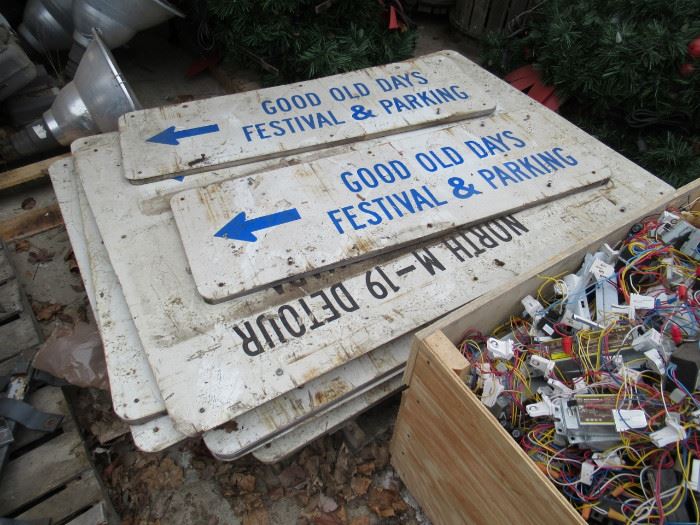 GOOD OLD DAYS
FESTIVAL & PARKING
GOOD OLD DAYS
FESTIVAL & PARKING
NORTH M-19 DETOUR